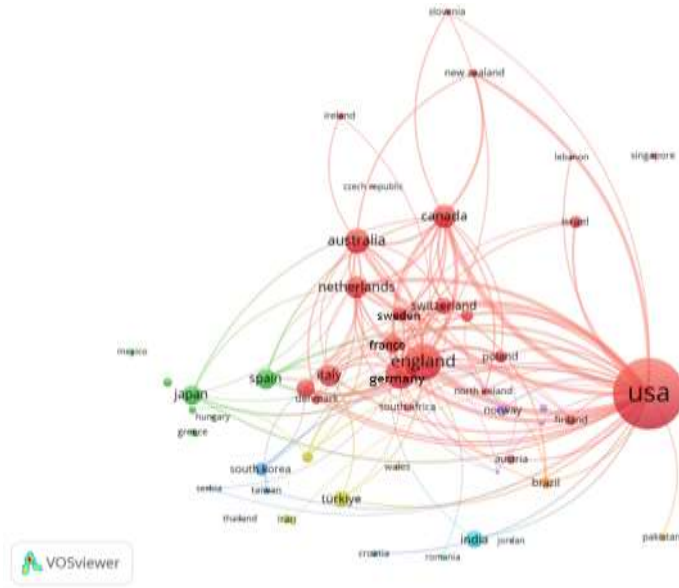 slovenia
new zealand
ireland
lebanon
singapore
czech republic
canada
israel
australia
netherlands
switzerland
sweden
france
mexico
england
poland
spain
italy
germany
usa
japan
denmark
north ireland
south africa
norway
hungary
finland
greece
austria
south korea
wales
brazil
serbia
taiwan
türkiye
thailand
iran
india
jordan
pakistan
croatia
romania
VOSviewer